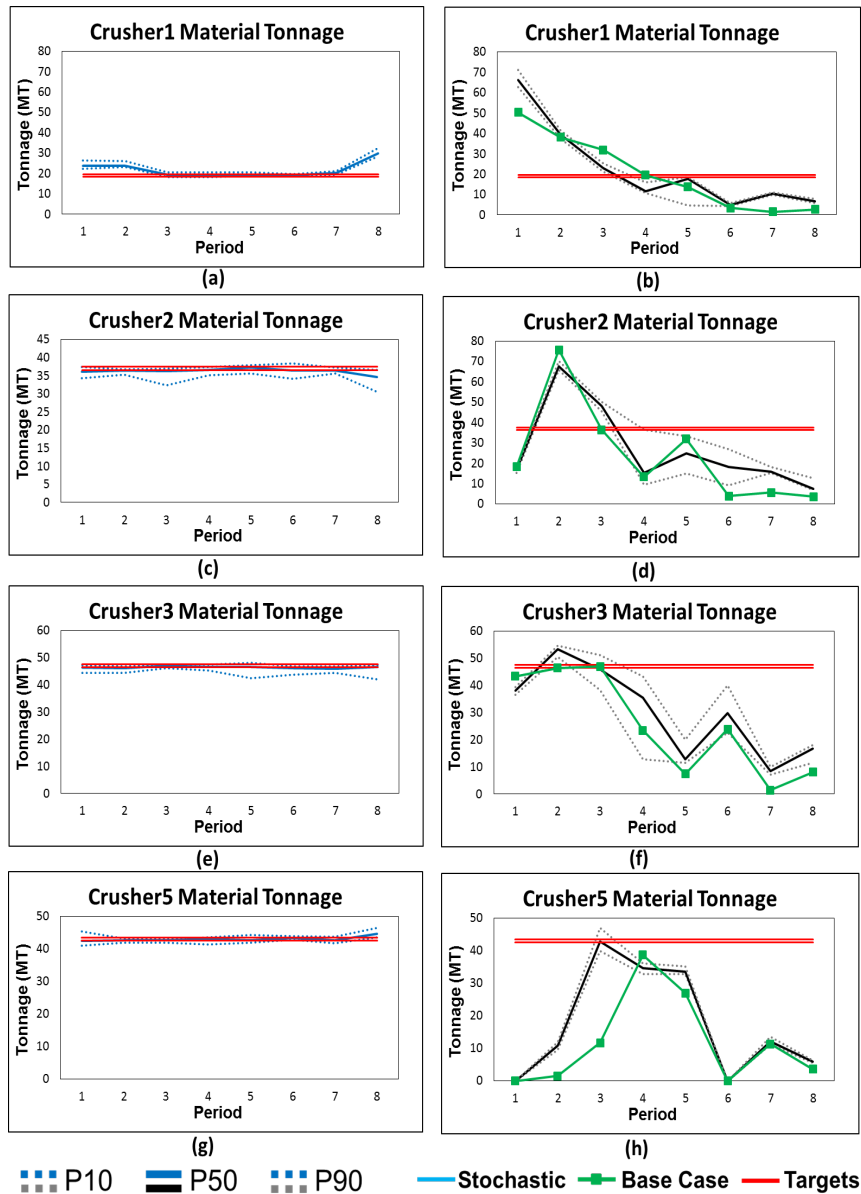 Crusher1 Material Tonnage
Tonnage (MT)
80
70
60
50
40
30
20
10
0
1 2 3 4 5 6 7 8
Period
(a)
Crusher1 Material Tonnage
Tonnage (MT)
80
70
60
50
40
30
20
10
0
1 2 3 4 5 6 7 8
Period
(b)
Crusher2 Material Tonnage
Tonnage (MT)
45
40
35
30
25
20
15
10
5
0
1 2 3 4 5 6 7 8
Period
(c)
Crusher2 Material Tonnage
Tonnage (MT)
80
70
60
50
40
30
20
10
0
1 2 3 4 5 6 7 8
Period
(d)
Crusher3 Material Tonnage
Tonnage (MT)
60
50
40
30
20
10
0
1 2 3 4 5 6 7 8
Period
(e)
Crusher3 Material Tonnage
Tonnage (MT)
60
50
40
30
20
10
0
1 2 3 4 5 6 7 8
Period
(f)
Crusher5 Material Tonnage
Tonnage (MT)
50
40
30
20
10
0
1 2 3 4 5 6 7 8
Period
(g)
Crusher5 Material Tonnage
Tonnage (MT)
50
40
30
20
10
0
1 2 3 4 5 6 7 8
Period
(h)
P10 P50 P90 Stochastic Base Case Targets